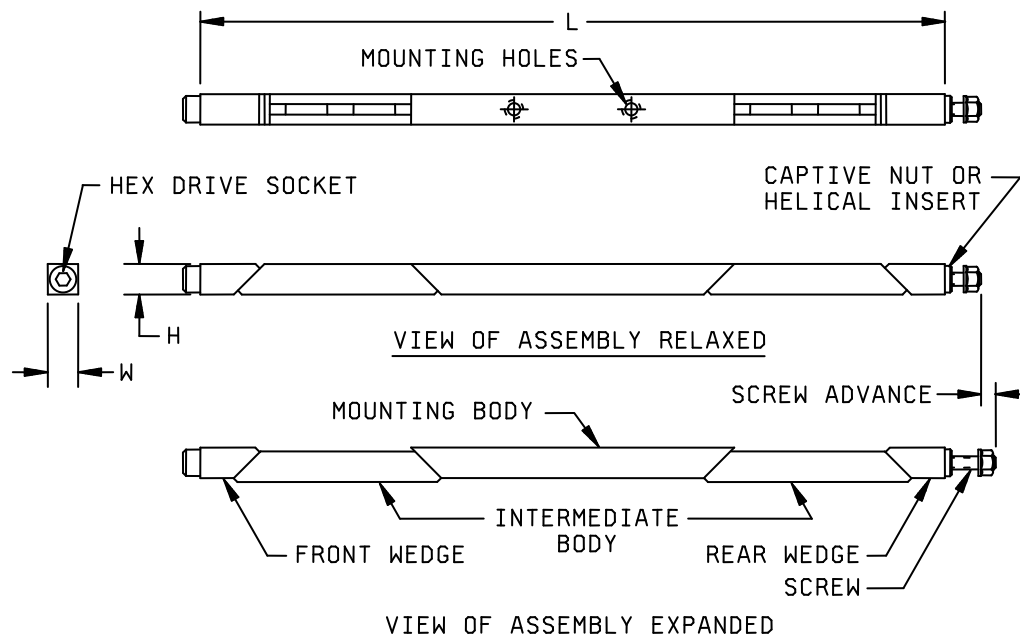 L
MOUNTING HOLES
HEX DRIVE SOCKET
CAPTIVE NUT OR
HELICAL INSERT
H
VIEW OF ASSEMBLY RELAXED
W
SCREW ADVANCE
MOUNTING BODY
INTERMEDIATE
BODY
FRONT WEDGE
REAR WEDGE
SCREW
VIEW OF ASSEMBLY EXPANDED